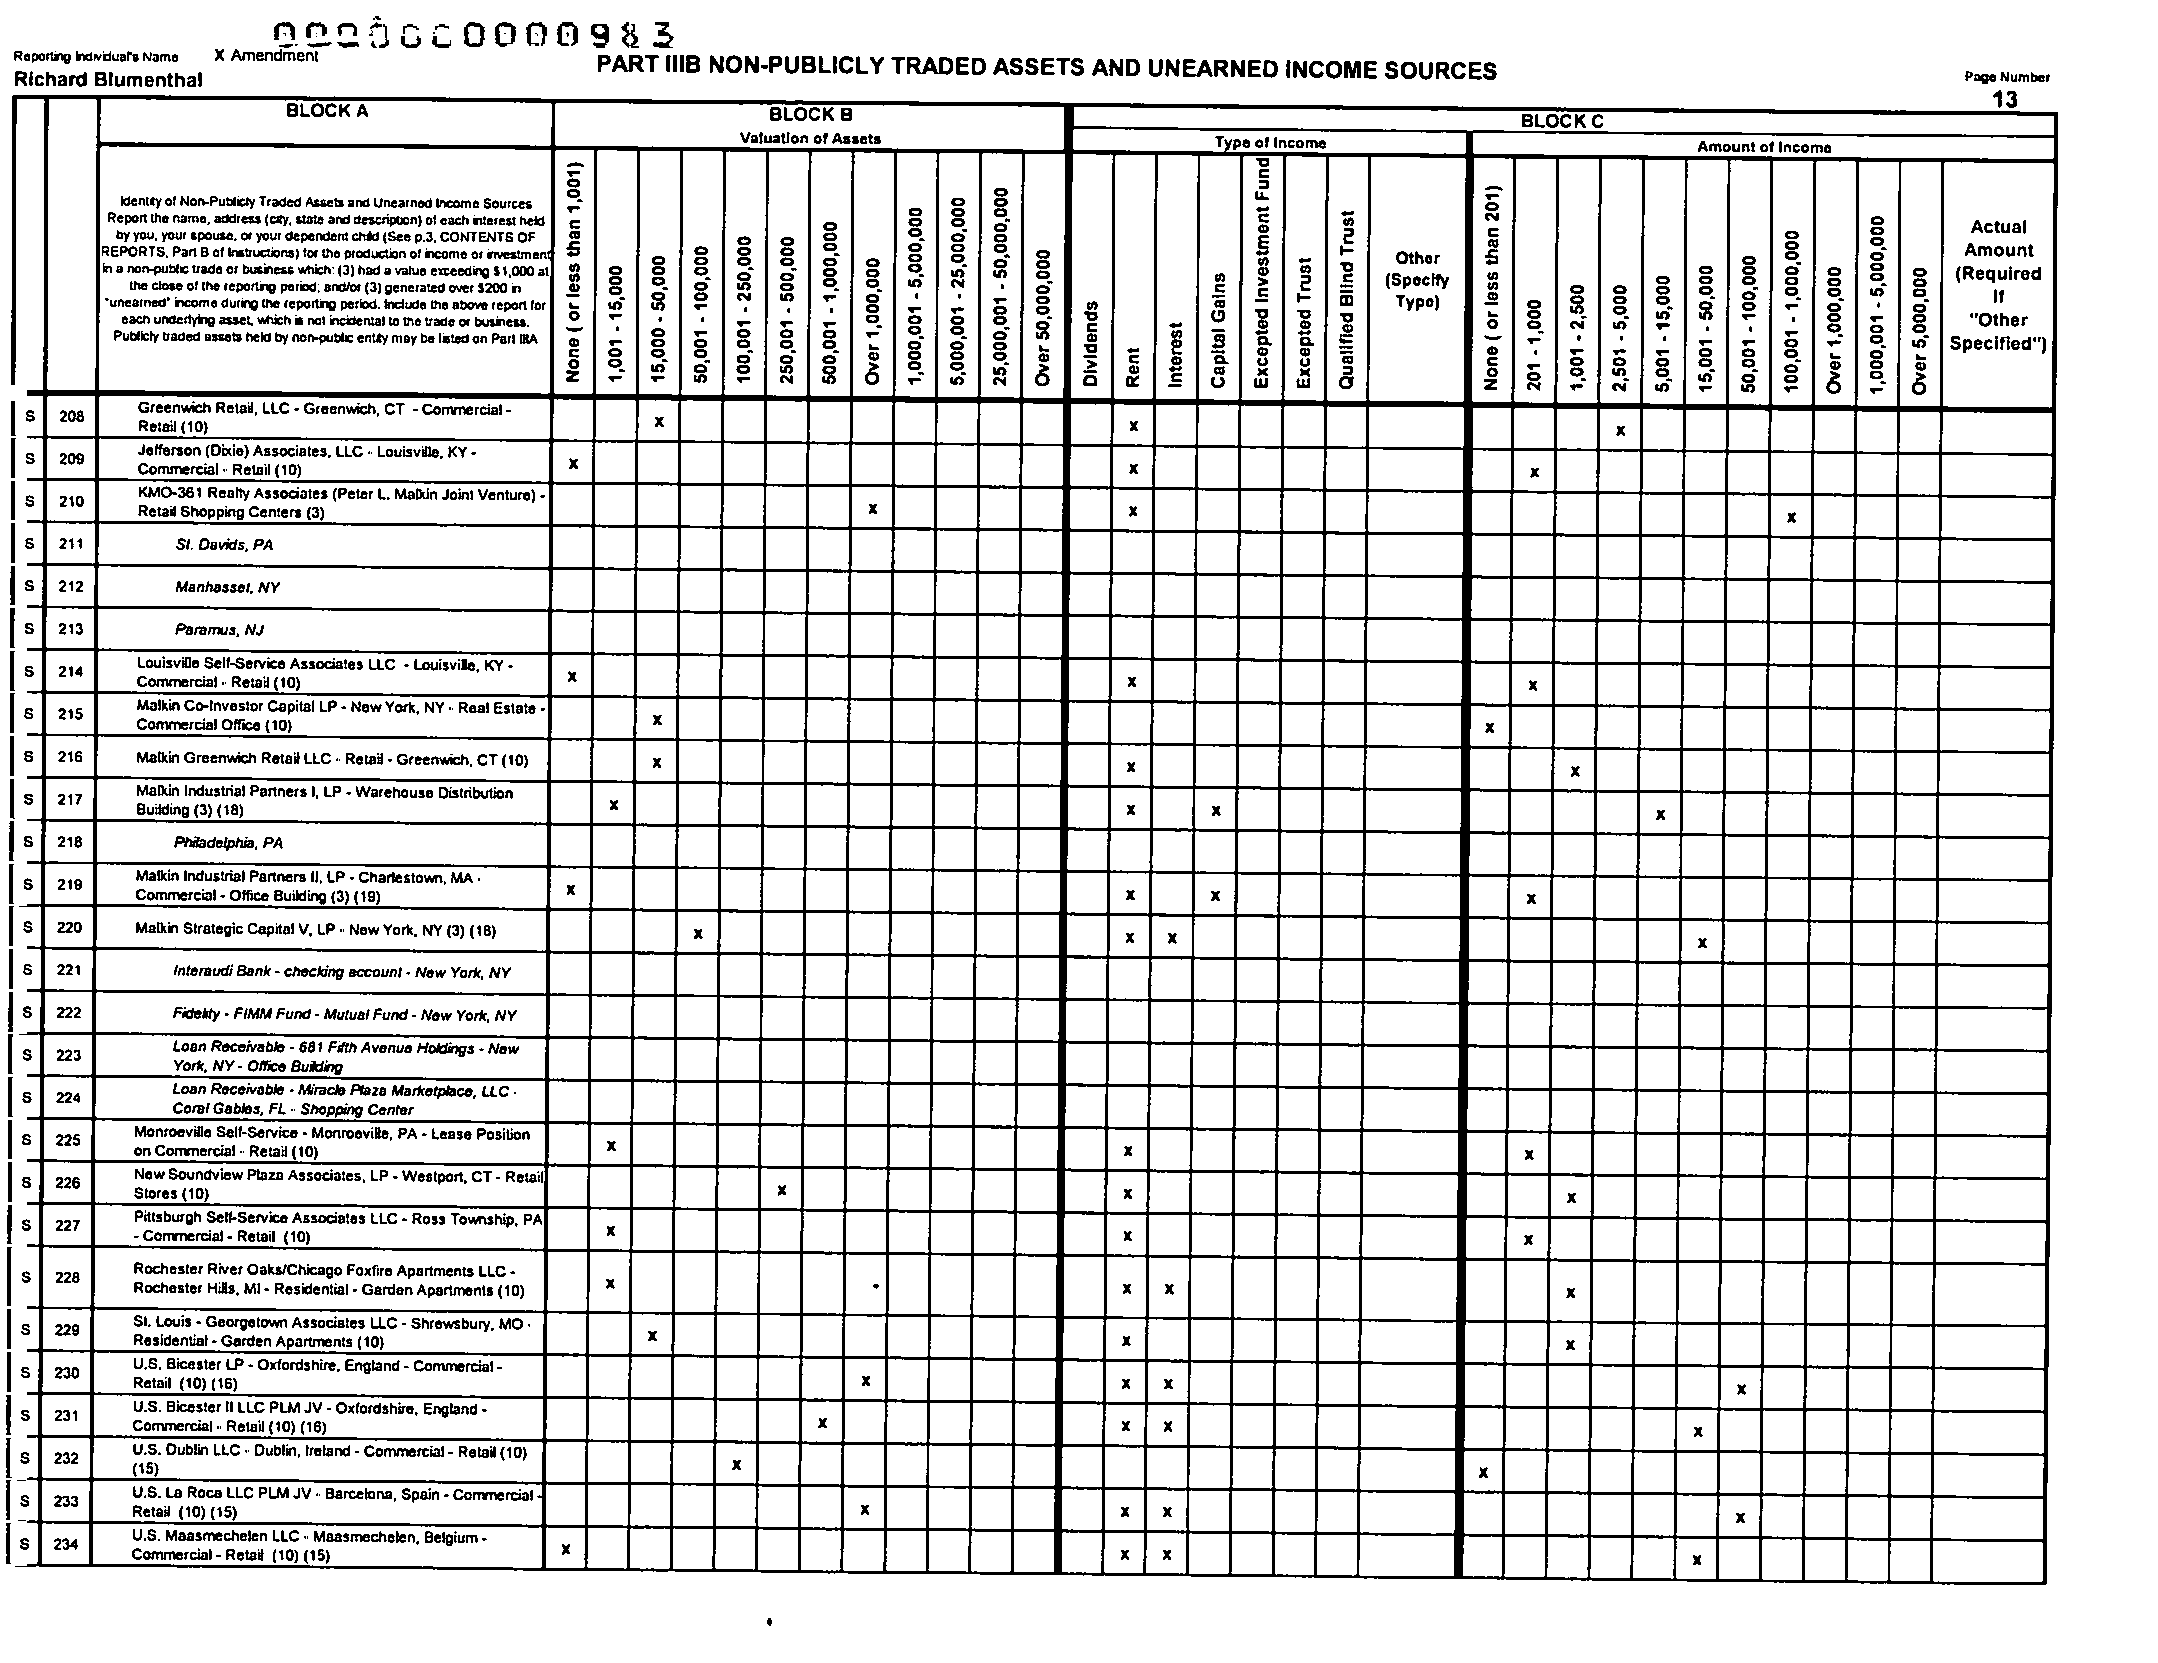 0000000000983
Reporting Individual's Name X Amendment
Richard Blumenthal
PART IIIB NON-PUBLICLY TRADED ASSETS AND UNEARNED INCOME SOURCES
Page Number
13
BLOCK A
BLOCK B
BLOCK C
Valuation of Assets
Type of Income
Amount of Income
Identity of Non-Publicly Traded Assets and Unearned Income Sources
Report the name, address (city, state and description) of each interest held
by you, your spouse, or your dependent child (See p.3, CONTENTS OF
REPORTS, Part B of Instructions) for the production of income or investment
in a non-public trade or business which: (3) had a value exceeding $1,000 at
the close of the reporting period; and/or (3) generated over $200 in
"unearned" income during the reporting period. Include the above report for
each underlying asset, which is not incidental to the trade or business.
Publicly traded assets held by non-public entity may be listed on Part IIIA
None ( or less than 1,001)
1,001 - 15,000
15,000 - 50,000
50,001 - 100,000
100,001 - 250,000
250,001 - 500,000
500,001 - 1,000,000
Over 1,000,000
1,000,001 - 5,000,000
5,000,001 - 25,000,000
25,000,001 - 50,000,000
Over 50,000,000
Dividends
Rent
Interest
Capital Gains
Excepted Investment Fund
Excepted Trust
Qualified Blind Trust
Other
(Specify
Type)
None ( or less than 201)
201 - 1,000
1,001 - 2,500
2,501 - 5,000
5,001 - 15,000
15,001 - 50,000
50,001 - 100,000
100,001 - 1,000,000
Over 1,000,000
1,000,001 - 5,000,000
Over 5,000,000
Actual
Amount
(Required
If
"Other
Specified")
S 208 Greenwich Retail, LLC - Greenwich, CT - Commercial -
Retail (10) X X X
S 209 Jefferson (Dixie) Associates, LLC - Louisville, KY -
Commercial - Retail (10) X X X
S 210 KMO-361 Realty Associates (Peter L. Malkin Joint Venture) -
Retail Shopping Centers (3) X X X
S 211 St. Davids, PA
S 212 Manhasset, NY
S 213 Paramus, NJ
S 214 Louisville Self-Service Associates LLC - Louisville, KY -
Commercial - Retail (10) X X X
S 215 Malkin Co-Investor Capital LP - New York, NY - Real Estate -
Commercial Office (10) X X
S 216 Malkin Greenwich Retail LLC - Retail - Greenwich, CT (10) X X X
S 217 Malkin Industrial Partners I, LP - Warehouse Distribution
Building (3) (18) X X X X
S 218 Philadelphia, PA
S 219 Malkin Industrial Partners II, LP - Charlestown, MA -
Commercial - Office Building (3) (19) X X X X
S 220 Malkin Strategic Capital V, LP - New York, NY (3) (18) X X X X
S 221 Interaudi Bank - checking account - New York, NY
S 222 Fidelity - FIMM Fund - Mutual Fund - New York, NY
S 223 Loan Receivable - 681 Fifth Avenue Holdings - New
York, NY - Office Building
S 224 Loan Receivable - Miracle Plaza Marketplace, LLC -
Coral Gables, FL - Shopping Center
S 225 Monroeville Self-Service - Monroeville, PA - Lease Position
on Commercial - Retail (10) X X X
S 226 New Soundview Plaza Associates, LP - Westport, CT - Retail
Stores (10) X X X
S 227 Pittsburgh Self-Service Associates LLC - Ross Township, PA
- Commercial - Retail (10) X X X
S 228 Rochester River Oaks/Chicago Foxfire Apartments LLC -
Rochester Hills, MI - Residential - Garden Apartments (10) X X X X
S 229 St. Louis - Georgetown Associates LLC - Shrewsbury, MO -
Residential - Garden Apartments (10) X X X
S 230 U.S. Bicester LP - Oxfordshire, England - Commercial -
Retail (10) (16) X X X X
S 231 U.S. Bicester II LLC PLM JV - Oxfordshire, England -
Commercial - Retail (10) (16) X X X X
S 232 U.S. Dublin LLC - Dublin, Ireland - Commercial - Retail (10)
(15) X X
S 233 U.S. La Roca LLC PLM JV - Barcelona, Spain - Commercial -
Retail (10) (15) X X X X
S 234 U.S. Maasmechelen LLC - Maasmechelen, Belgium -
Commercial - Retail (10) (15) X X X X